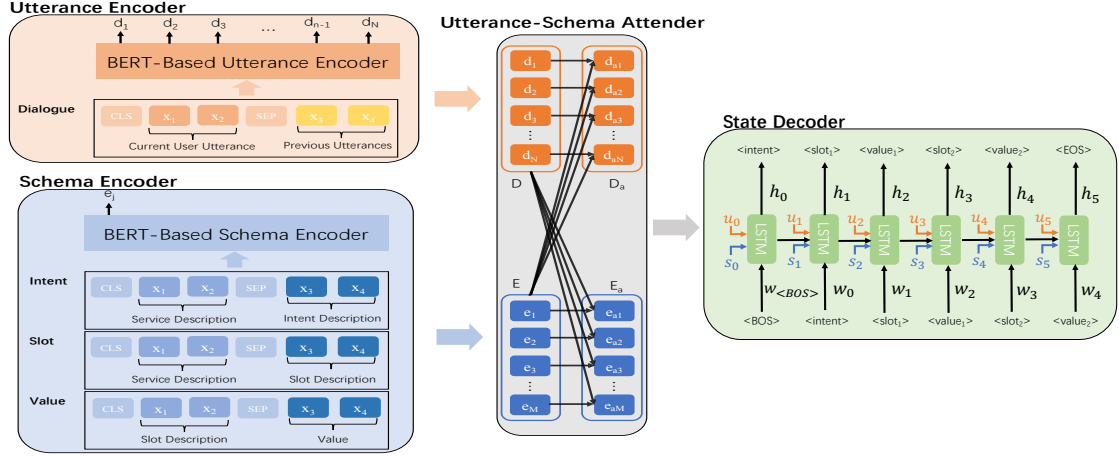 Utterance Encoder
d1 d2 d3 ... dn-1 dN
BERT-Based Utterance Encoder
Dialogue
CLS x1 x2 SEP x3 x4
Current User Utterance Previous Utterances
Schema Encoder
ej
BERT-Based Schema Encoder
Intent
CLS x1 x2 SEP x3 x4
Service Description Intent Description
Slot
CLS x1 x2 SEP x3 x4
Service Description Slot Description
Value
CLS x1 x2 SEP x3 x4
Slot Description Value
Utterance-Schema Attender
d1 da1
d2 da2
d3 da3
⋮ ⋮
dN daN
D Da
E Ea
e1 ea1
e2 ea2
e3 ea3
⋮ ⋮
eM eaM
State Decoder
<intent> <slot1> <value1> <slot2> <value2> <EOS>
h0 h1 h2 h3 h4 h5
u0 u1 u2 u3 u4 u5
LSTM LSTM LSTM LSTM LSTM LSTM
s0 s1 s2 s3 s4 s5
w<BOS> w0 w1 w2 w3 w4
<BOS> <intent> <slot1> <value1> <slot2> <value2>